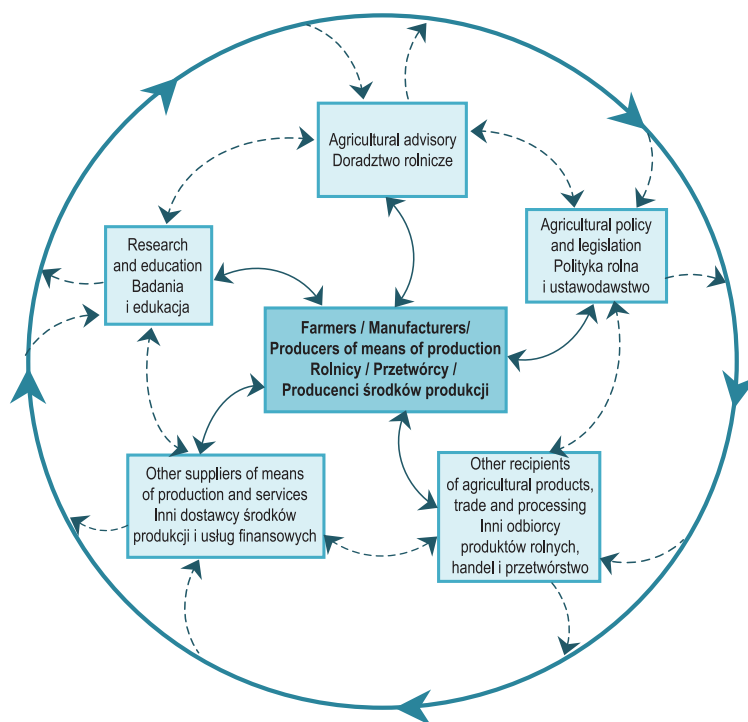 Agricultural advisory
Doradztwo rolnicze
Agricultural policy
and legislation
Polityka rolna
i ustawodawstwo
Research
and education
Badania
i edukacja
Farmers / Manufacturers/
Producers of means of production
Rolnicy / Przetwórcy /
Producenci środków produkcji
Other suppliers of means
of production and services
Inni dostawcy środków
produkcji i usług finansowych
Other recipients
of agricultural products,
trade and processing
Inni odbiorcy
produktów rolnych,
handel i przetwórstwo